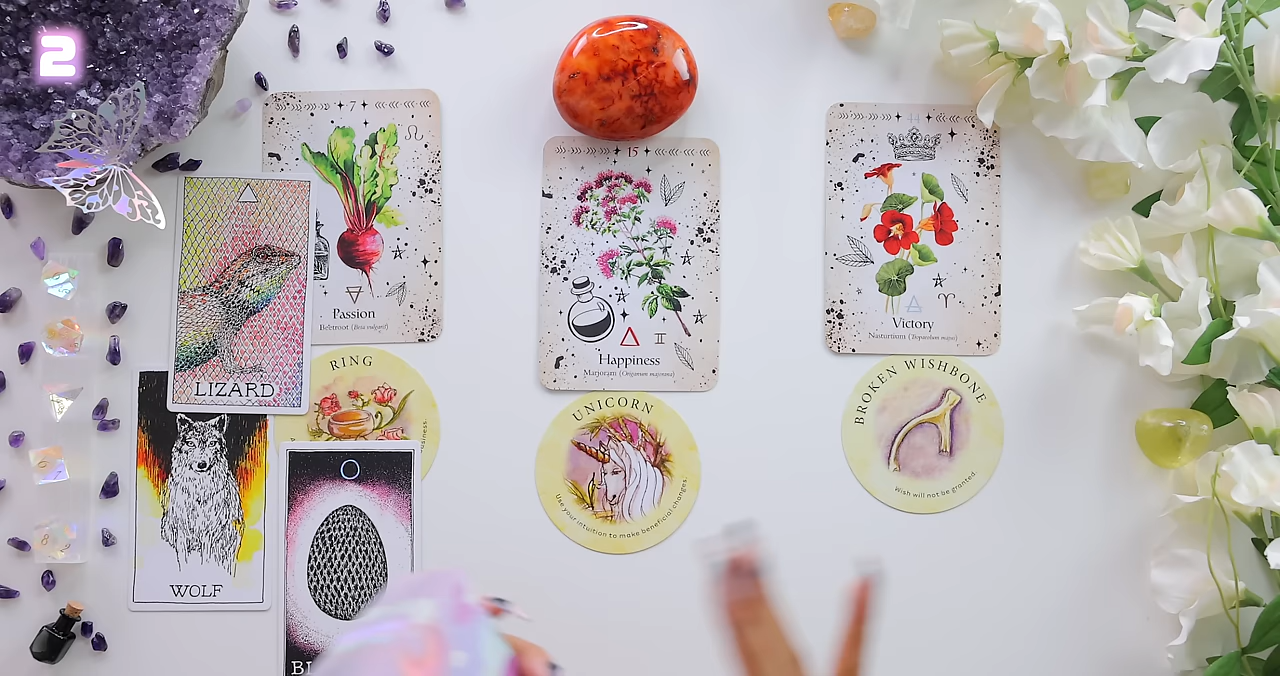 2
7
Passion
Beetroot (Beta vulgaris)
15
Happiness
Marjoram (Origanum majorana)
44
Victory
Nasturtium (Tropaeolum majus)
LIZARD
RING
WOLF
UNICORN
Use your intuition to make beneficial changes.
BROKEN WISHBONE
Wish will not be granted.